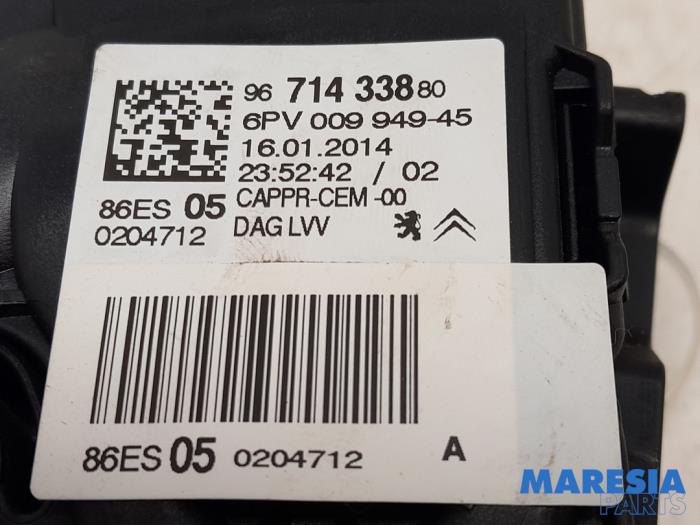 96 714 338 80
6PV 009 949-45
16.01.2014
23:52:42 / 02
86ES 05 CAPPR-CEM -00
0204712 DAG LVV
86ES 05 0204712 A
MARESIA
PARTS